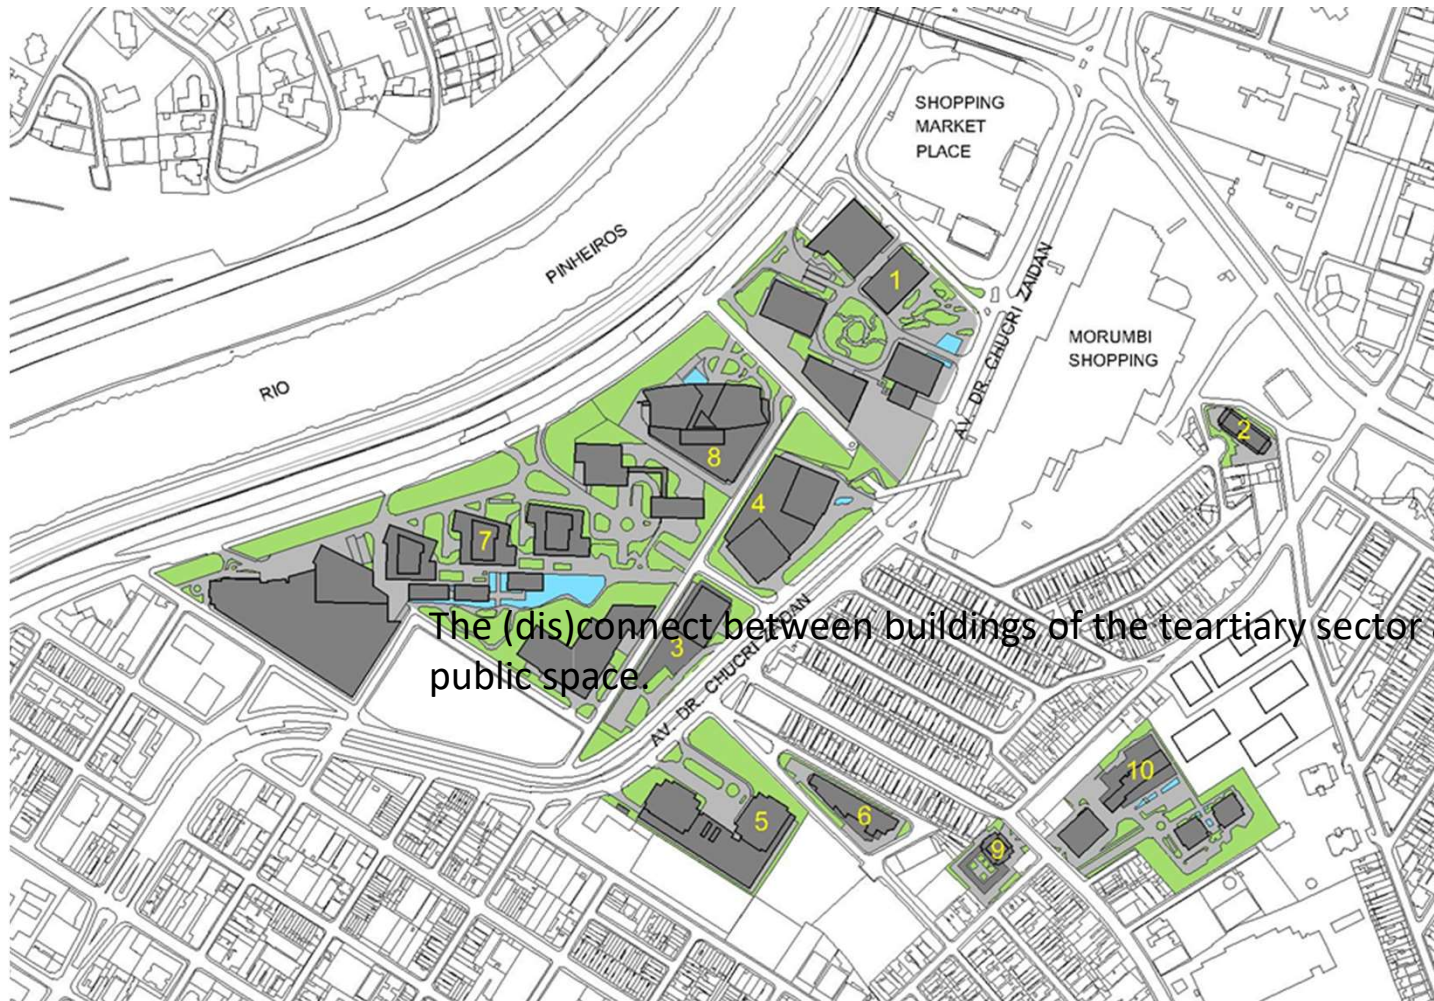 SHOPPING
MARKET
PLACE
PINHEIROS
RIO
AV. DR. CHUCRI ZAIDAN
MORUMBI
SHOPPING
1
2
8
4
7
The (dis)connect between buildings of the teartiary sector
public space.
3
AV. DR. CHUCRI ZAIDAN
5
6
10
9